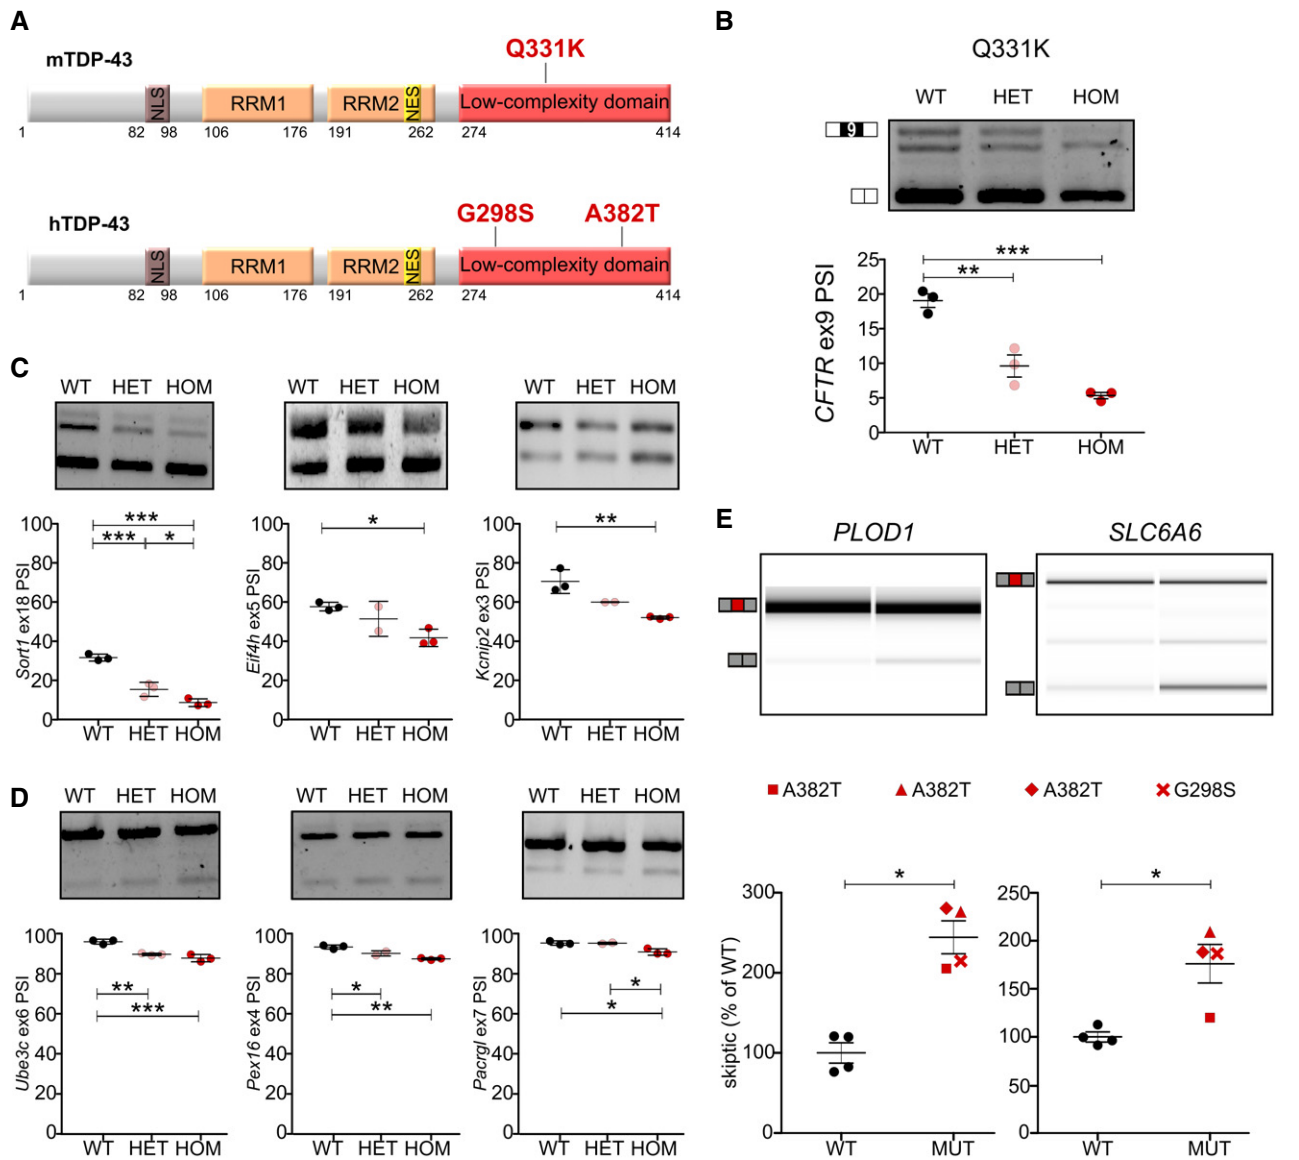 A
mTDP-43
Q331K
NLS RRM1 RRM2 NES Low-complexity domain
1 82 98 106 176 191 262 274 414
hTDP-43
G298S A382T
NLS RRM1 RRM2 NES Low-complexity domain
1 82 98 106 176 191 262 274 414
B
Q331K
WT HET HOM
9
***
**
CFTR ex9 PSI
25
20
15
10
5
0
WT HET HOM
C
WT HET HOM
WT HET HOM
WT HET HOM
***
*** *
Sort1 ex18 PSI
100
80
60
40
20
0
WT HET HOM
*
Eif4h ex5 PSI
100
80
60
40
20
0
WT HET HOM
**
Kcnip2 ex3 PSI
100
80
60
40
20
0
WT HET HOM
D
WT HET HOM
WT HET HOM
WT HET HOM
Ube3c ex6 PSI
100
80
60
40
20
0
**
***
WT HET HOM
Pex16 ex4 PSI
100
80
60
40
20
0
*
**
WT HET HOM
Pacrgl ex7 PSI
100
80
60
40
20
0
*
*
WT HET HOM
E
PLOD1 SLC6A6
A382T A382T A382T G298S
skiptic (% of WT)
300
200
100
0
*
WT MUT
250
200
150
100
50
0
*
WT MUT